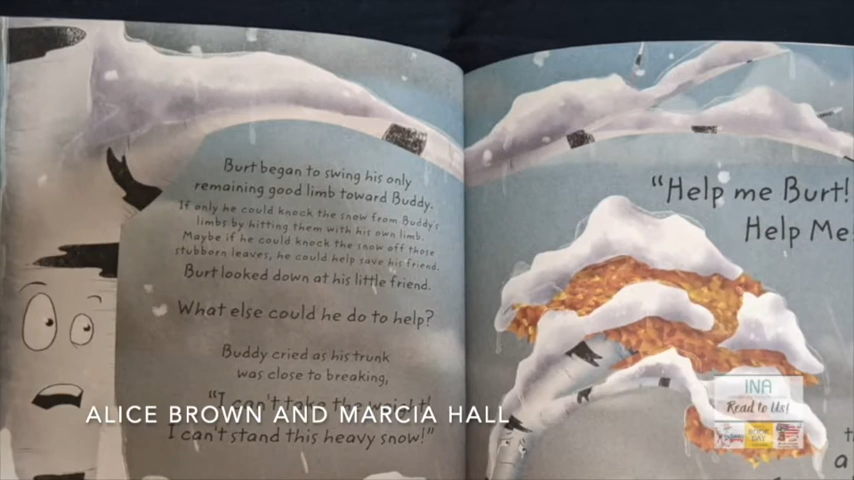 Burt began to swing his only
remaining good limb toward Buddy.
If only he could knock the snow from Buddy's
limbs by hitting them with his own limb.
Maybe if he could knock the snow off those
stubborn leaves, he could help save his friend.
Burt looked down at his little friend.
What else could he do to help?
Buddy cried as his trunk
was close to breaking,
"I can't take the weight!
I can't stand this heavy snow!"
"Help me Burt!
Help Me
a
ALICE BROWN AND MARCIA HALL
INA
Read to Us!
BOOK
DAY